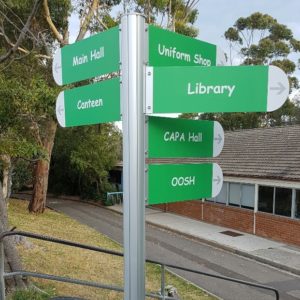 Main Hall
Uniform Shop
Canteen
Library
CAPA Hall
OOSH